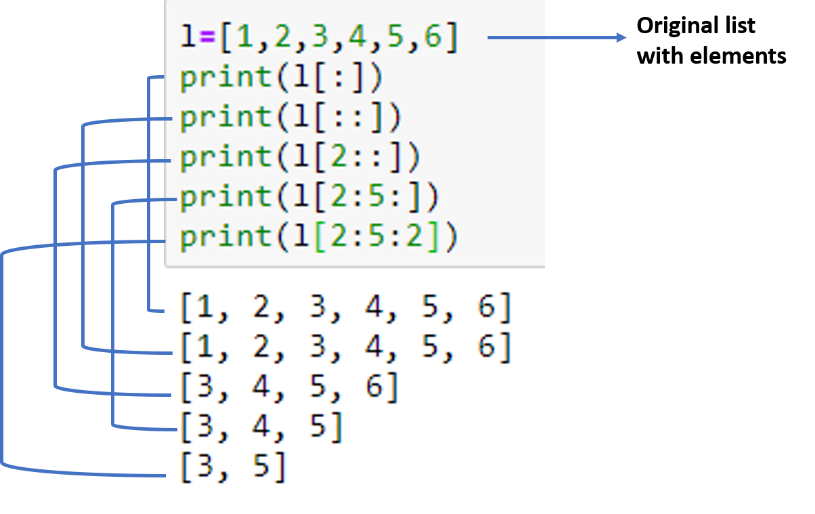 l=[1,2,3,4,5,6]
Original list
with elements
print(l[:])
print(l[::])
print(l[2::])
print(l[2:5:])
print(l[2:5:2])
[1, 2, 3, 4, 5, 6]
[1, 2, 3, 4, 5, 6]
[3, 4, 5, 6]
[3, 4, 5]
[3, 5]